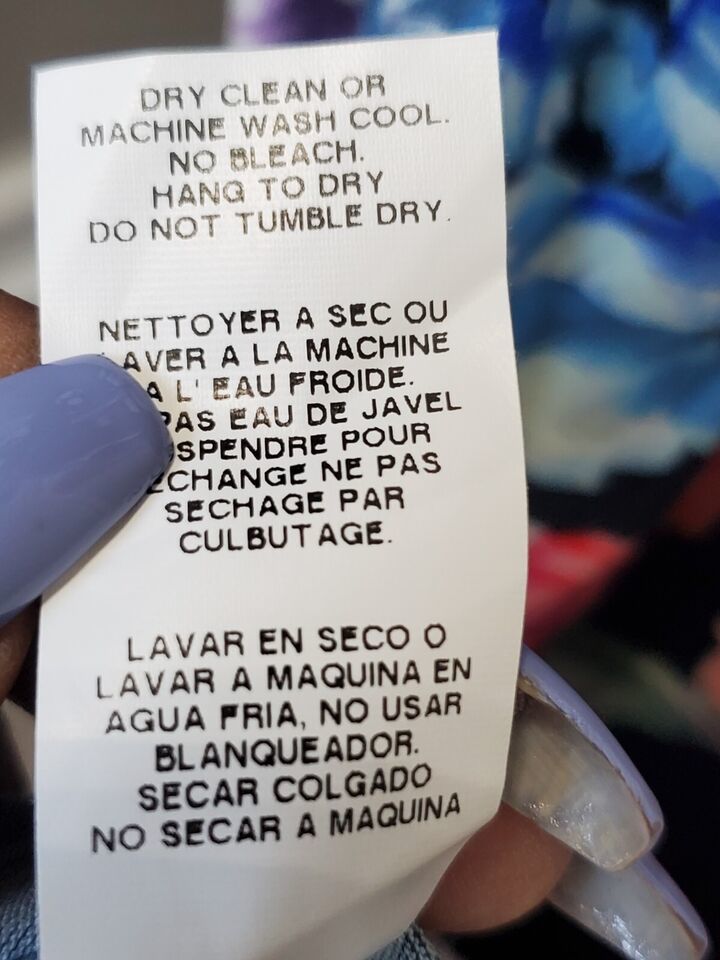 DRY CLEAN OR
MACHINE WASH COOL.
NO BLEACH.
HANG TO DRY
DO NOT TUMBLE DRY.
NETTOYER A SEC OU
LAVER A LA MACHINE
A L'EAU FROIDE.
PAS EAU DE JAVEL
POUR
NE PAS
SECHAGE PAR
CULBUTAGE.
LAVAR EN SECO O
LAVAR A MAQUINA EN
AGUA FRIA, NO USAR
BLANQUEADOR.
SECAR COLGADO
NO SECAR A MAQUINA